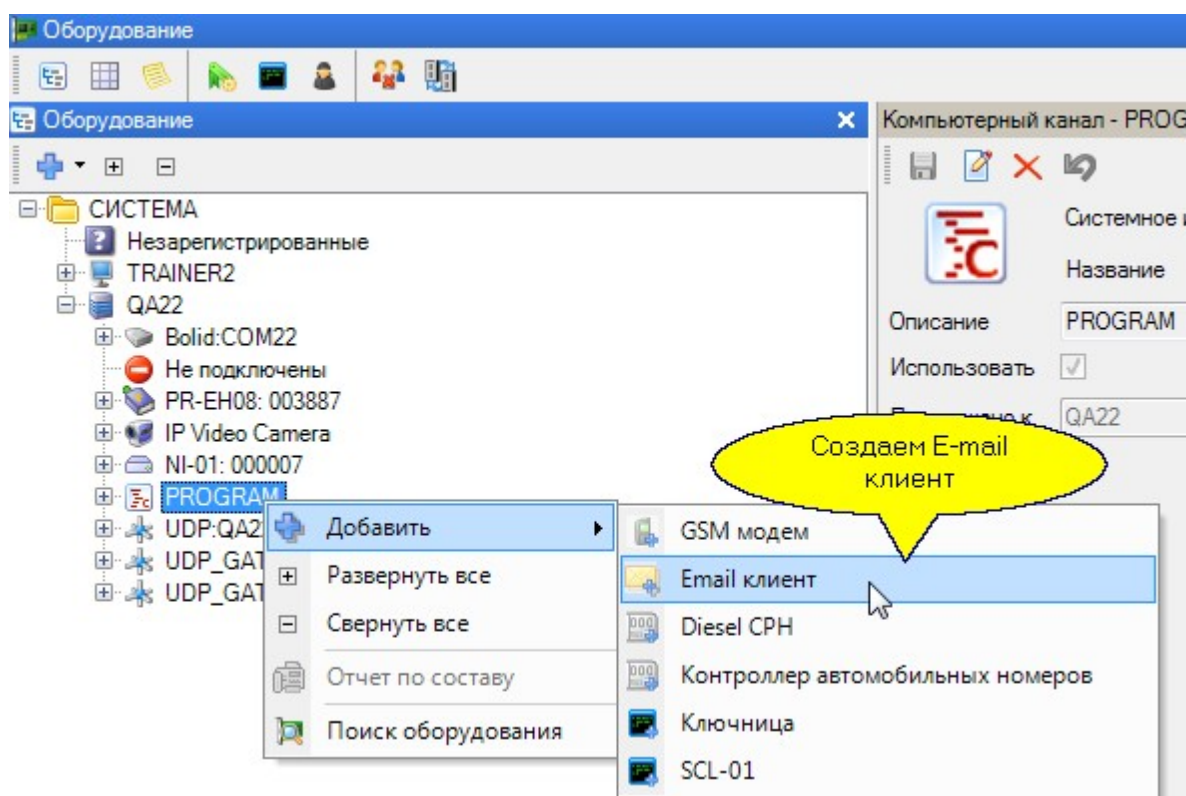 Оборудование
Оборудование
СИСТЕМА
Незарегистрированные
TRAINER2
QA22
Bolid:COM22
Не подключены
PR-EH08: 003887
IP Video Camera
NI-01: 000007
PROGRAM
UDP:QA2
UDP_GAT
UDP_GAT
Компьютерный канал - PROG
Системное
Название
Описание PROGRAM
Использовать
QA22
Создаем E-mail
клиент
Добавить
Развернуть все
Свернуть все
Отчет по составу
Поиск оборудования
GSM модем
Email клиент
Diesel CPH
Контроллер автомобильных номеров
Ключница
SCL-01